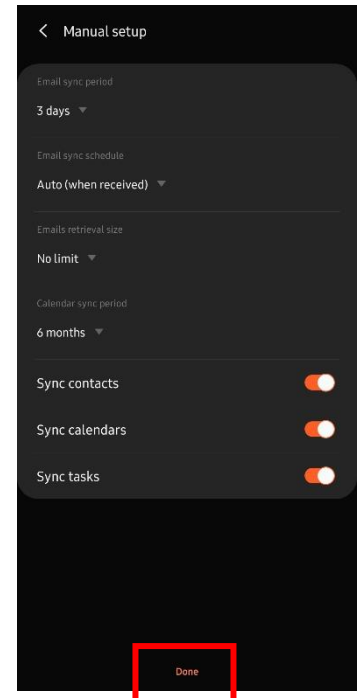 Manual setup
Email sync period
3 days
Email sync schedule
Auto (when received)
Emails retrieval size
No limit
Calendar sync period
6 months
Sync contacts
Sync calendars
Sync tasks
Done